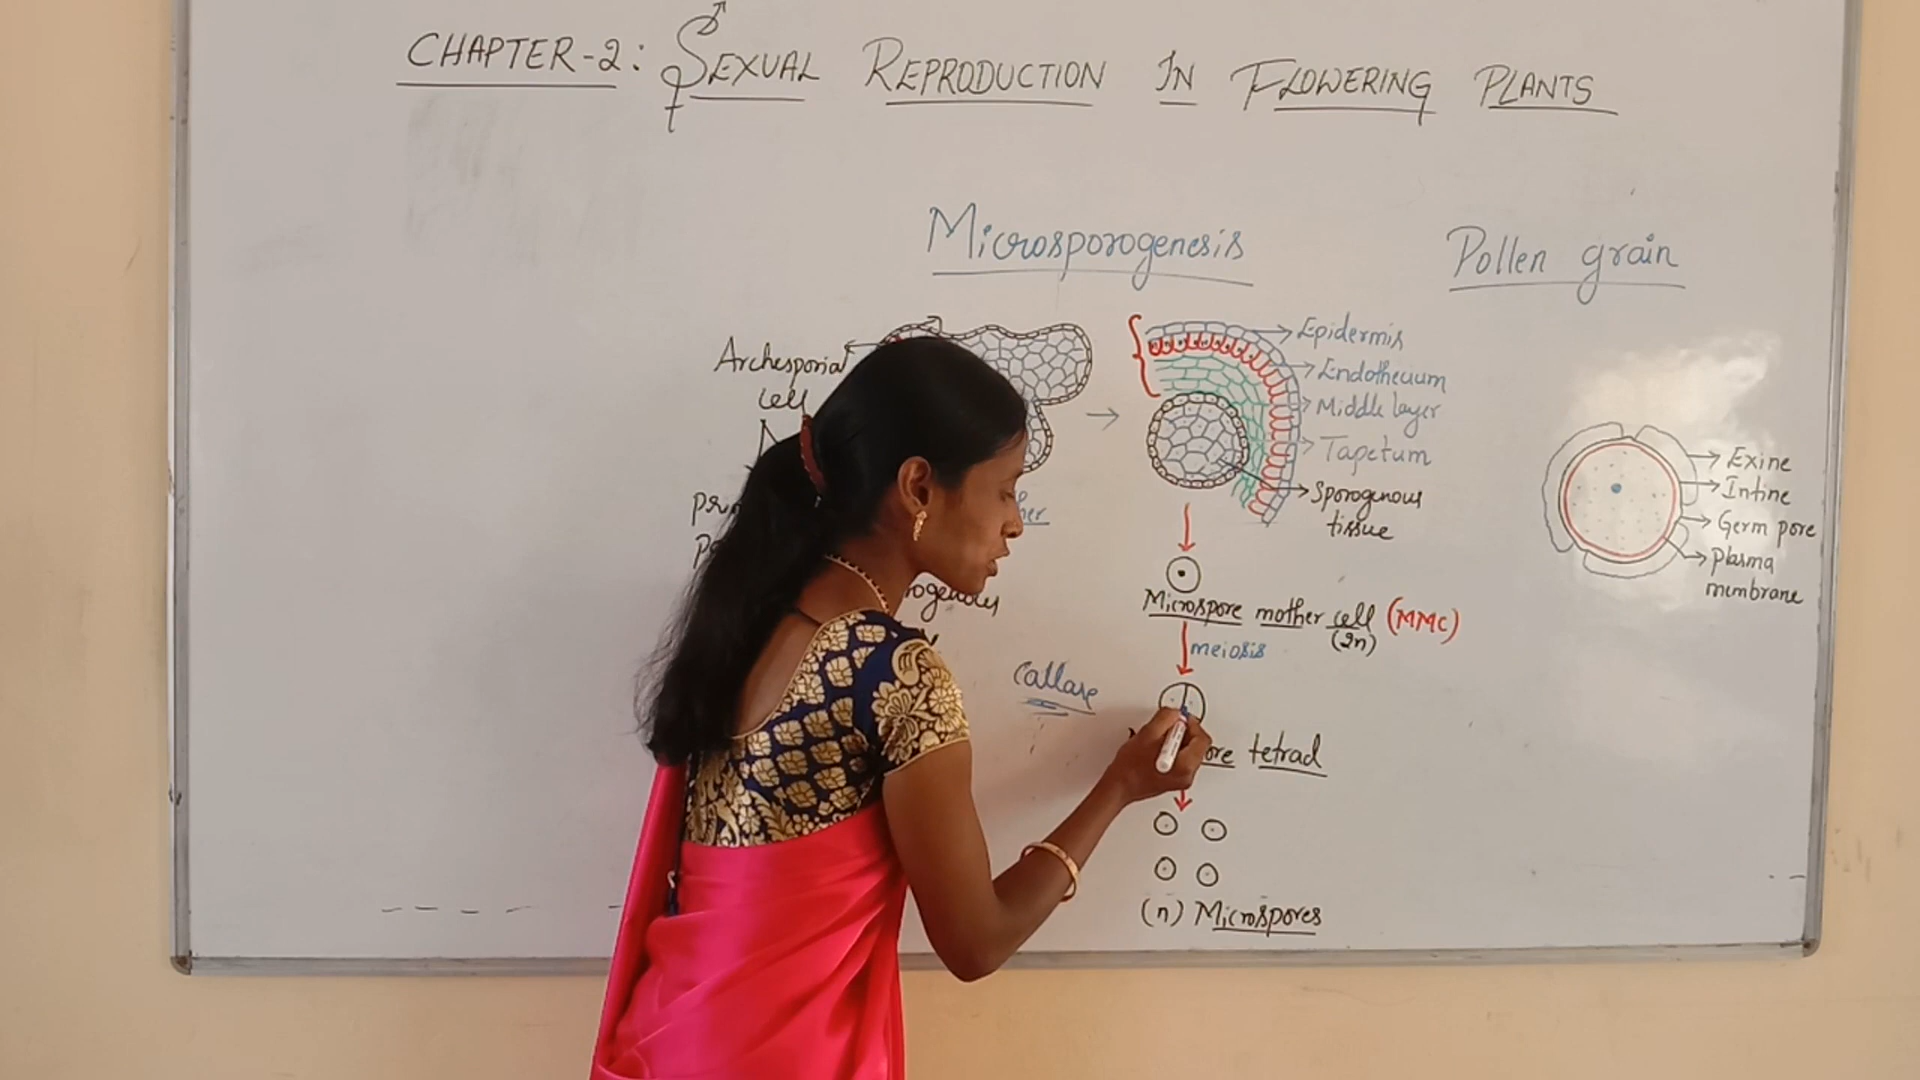 CHAPTER-2: SEXUAL REPRODUCTION IN FLOWERING PLANTS
Microsporogenesis
Pollen grain
Archesporial
cell
Epidermis
Endothecium
Middle layer
Tapetum
Sporogenous
tissue
Microspore mother cell (MMC)
(2n)
meiosis
Callase
tetrad
(n) Microspores
Exine
Intine
Germ pore
Plasma
membrane